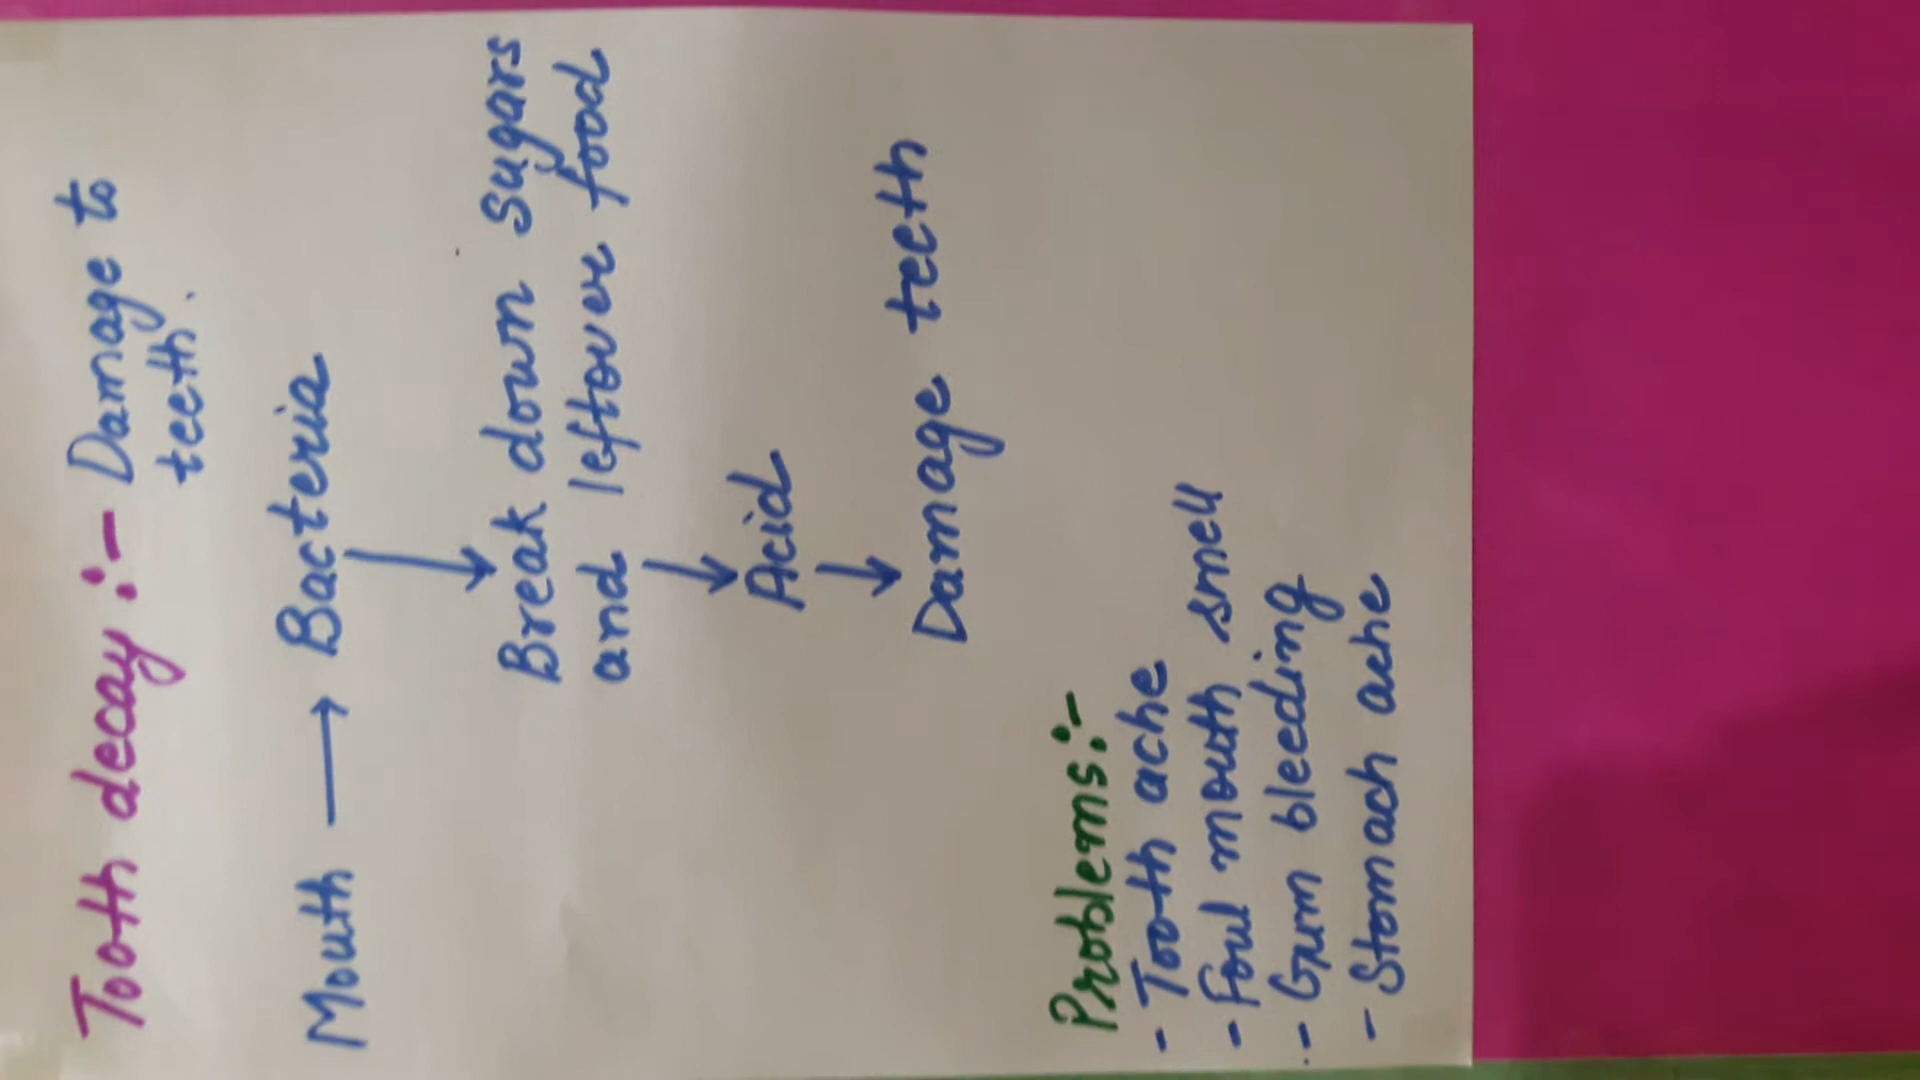 Tooth decay :- Damage to
teeth.
Mouth → Bacteria
↓
Break down sugars
and leftover food
↓
Acid
↓
Damage teeth
Problems:-
- Tooth ache
- Foul mouth smell
- Gum bleeding
- Stomach ache